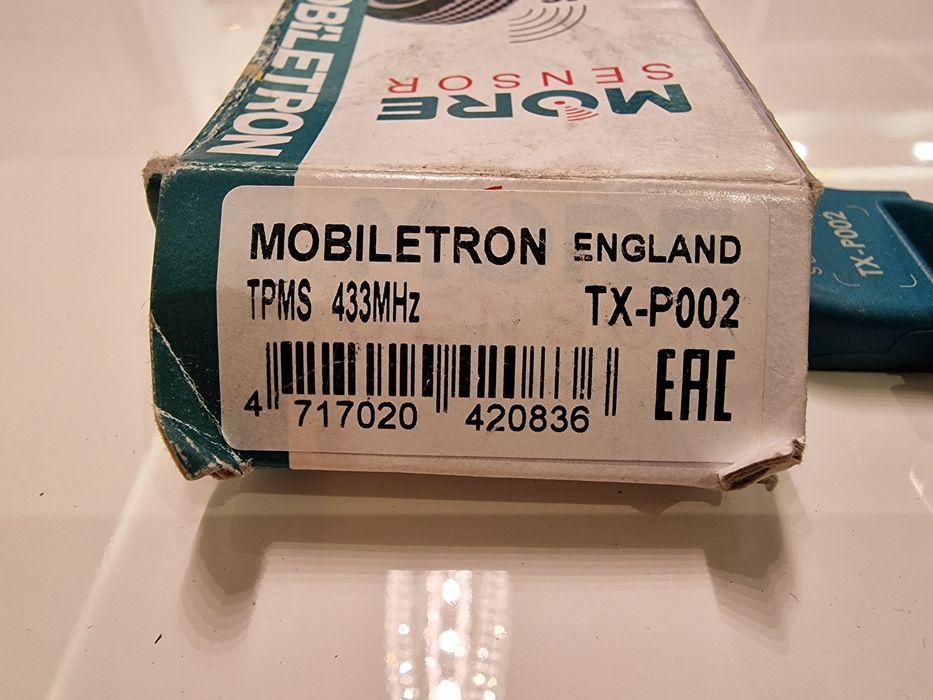 MOBILETRON
MORE
SENSOR
MOBILETRON ENGLAND
TPMS 433MHz TX-P002
EAC
4 717020 420836
TX-P002